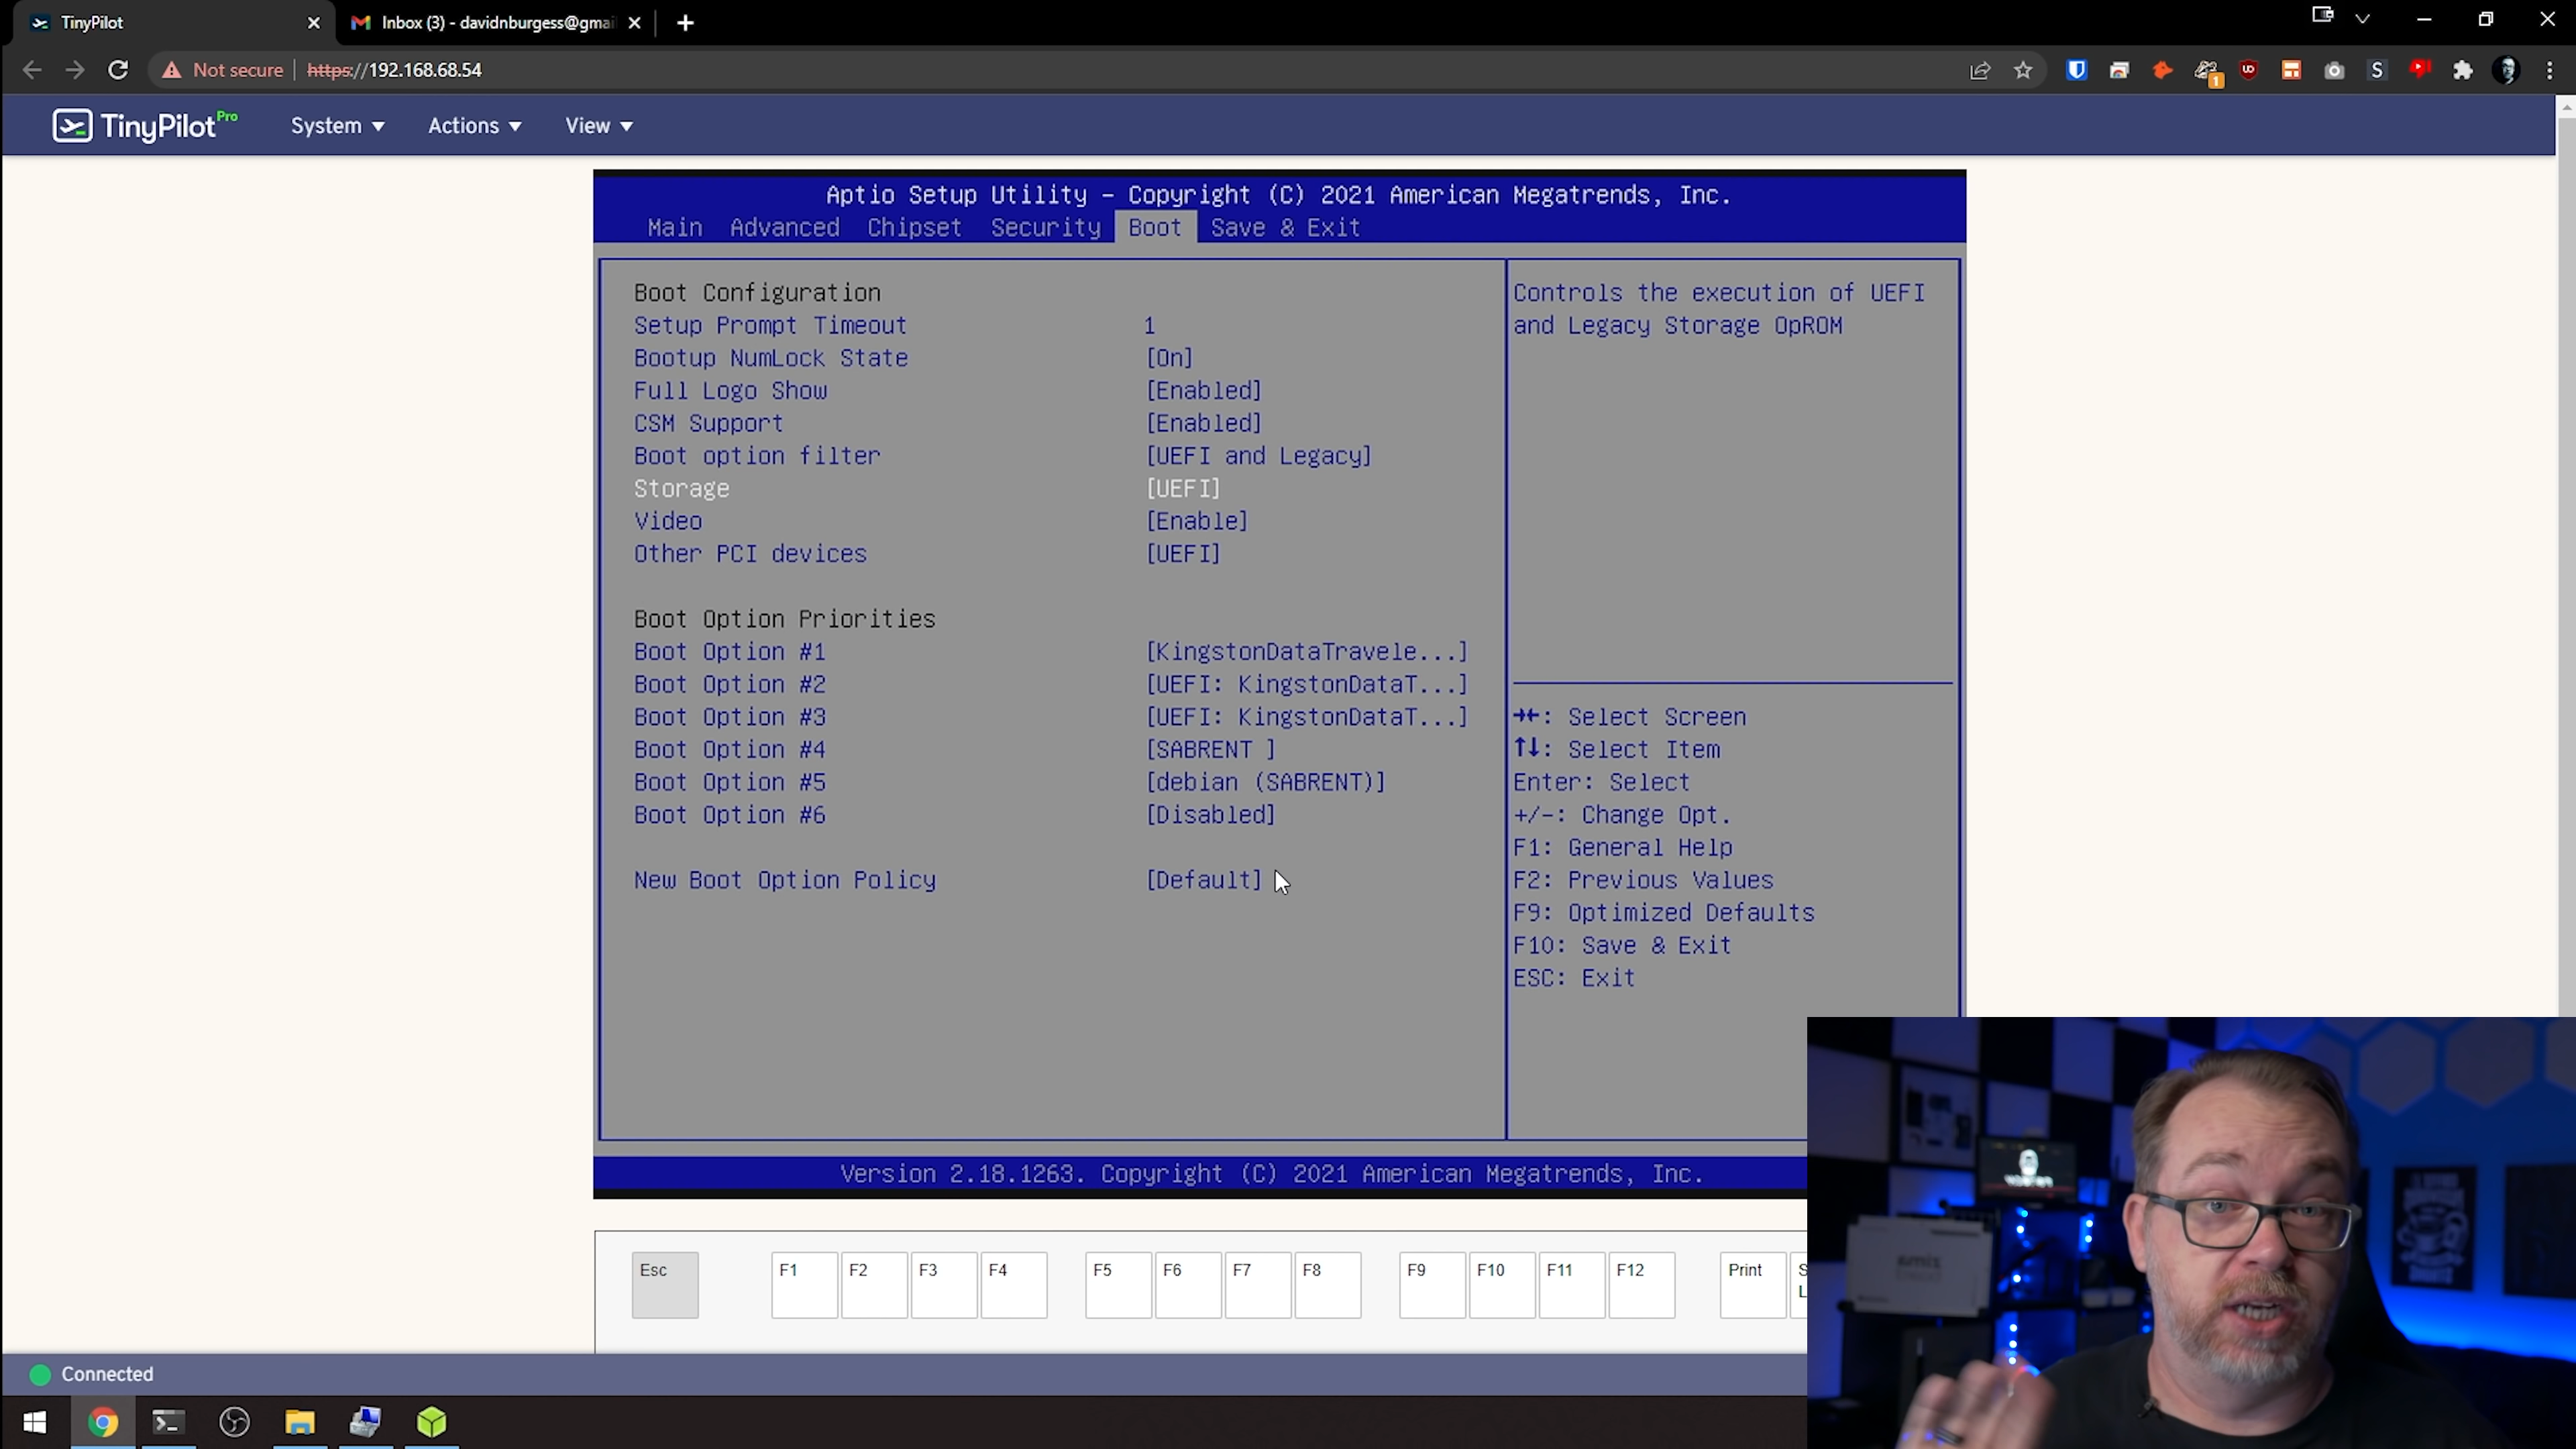 TinyPilot
Inbox (3) - davidnburgess@gmai
Not secure https://192.168.68.54
1
TinyPilot Pro System Actions View
Aptio Setup Utility – Copyright (C) 2021 American Megatrends, Inc.
Main Advanced Chipset Security Boot Save & Exit
Boot Configuration
Setup Prompt Timeout 1
Bootup NumLock State [On]
Full Logo Show [Enabled]
CSM Support [Enabled]
Boot option filter [UEFI and Legacy]
Storage [UEFI]
Video [Enable]
Other PCI devices [UEFI]
Boot Option Priorities
Boot Option #1 [KingstonDataTravele...]
Boot Option #2 [UEFI: KingstonDataT...]
Boot Option #3 [UEFI: KingstonDataT...]
Boot Option #4 [SABRENT ]
Boot Option #5 [debian (SABRENT)]
Boot Option #6 [Disabled]
New Boot Option Policy [Default]
Controls the execution of UEFI
and Legacy Storage OpROM
→←: Select Screen
↑↓: Select Item
Enter: Select
+/-: Change Opt.
F1: General Help
F2: Previous Values
F9: Optimized Defaults
F10: Save & Exit
ESC: Exit
Version 2.18.1263. Copyright (C) 2021 American Megatrends, Inc.
Esc F1 F2 F3 F4 F5 F6 F7 F8 F9 F10 F11 F12 Print S
L
Connected